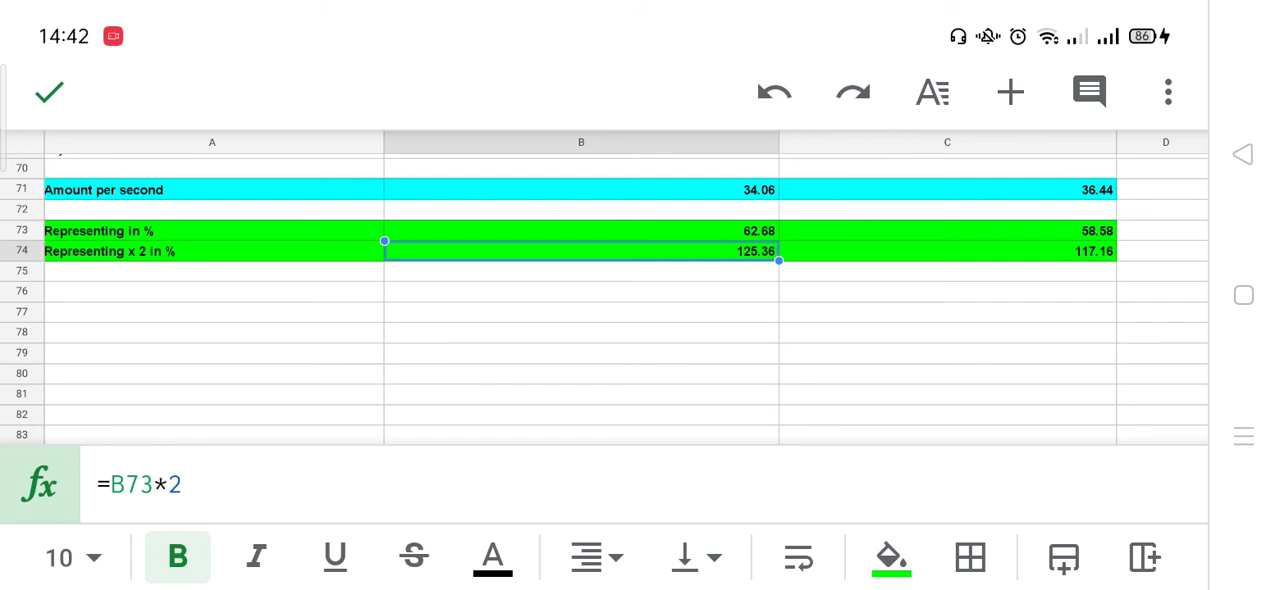 14:42 86
A B C D
70
71 Amount per second 34.06 36.44
72
73 Representing in % 62.68 58.58
74 Representing x 2 in % 125.36 117.16
75
76
77
78
79
80
81
82
83
fx =B73*2
10 B I U S A